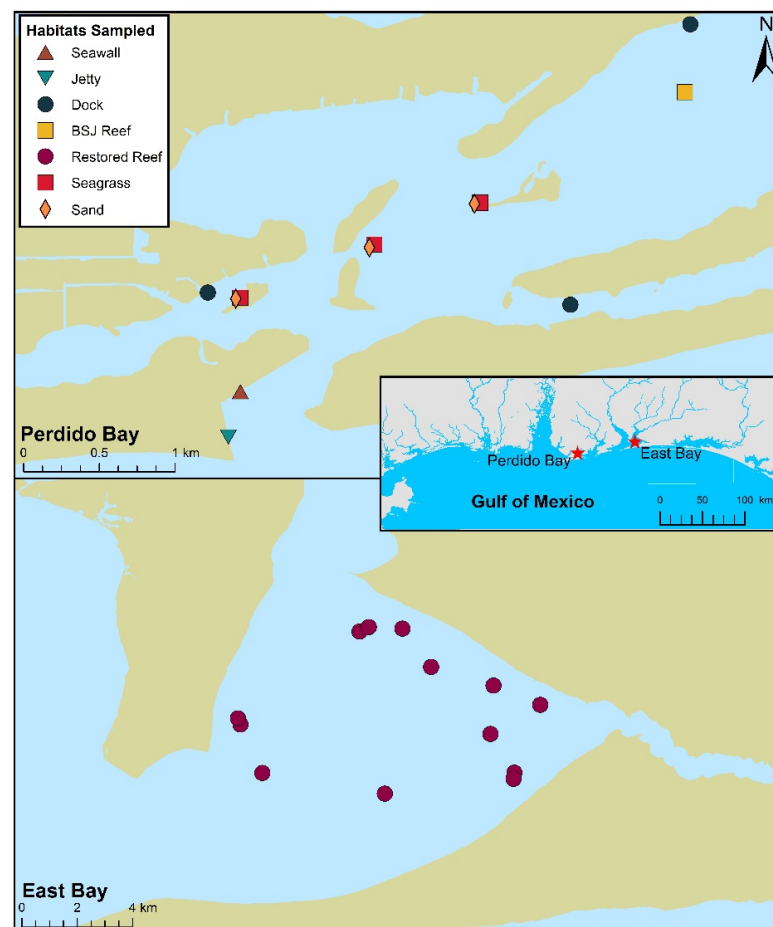 Habitats Sampled
Seawall
Jetty
Dock
BSJ Reef
Restored Reef
Seagrass
Sand
N
Perdido Bay
0 0.5 1 km
Perdido Bay
East Bay
Gulf of Mexico
0 50 100 km
East Bay
0 2 4 km